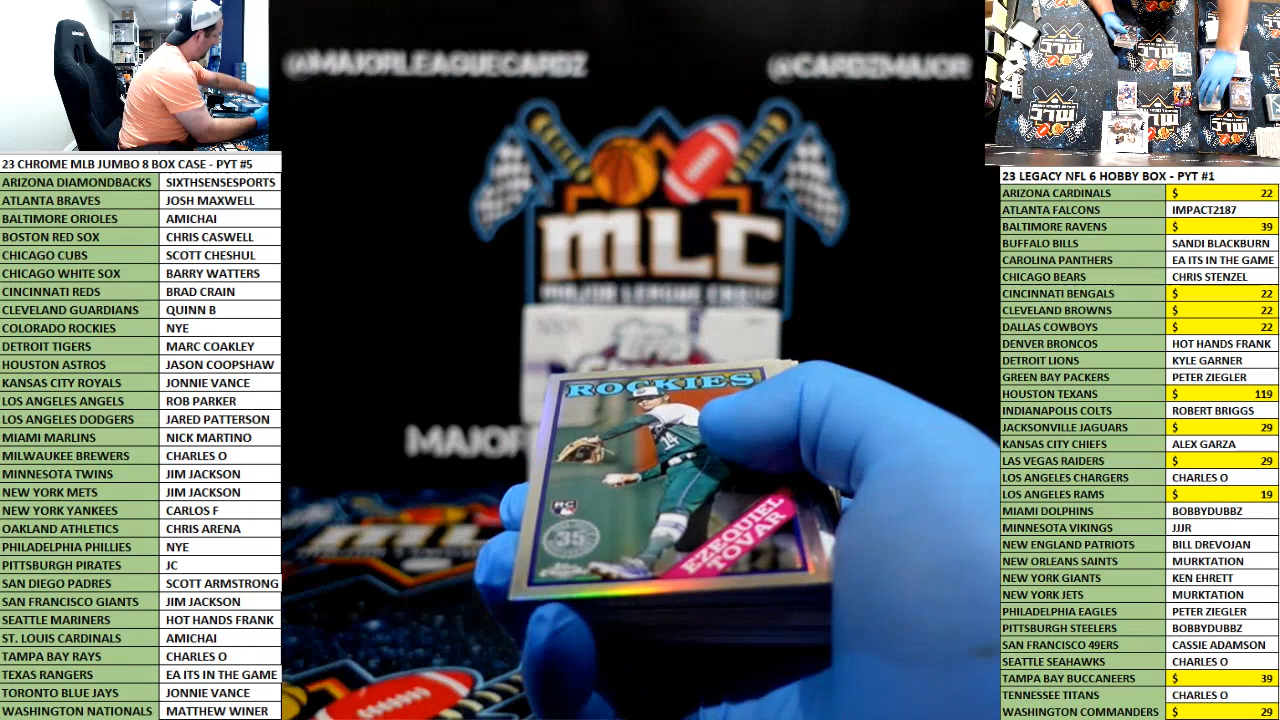 @MAJORLEAGUECARDZ
@CARDZMAJOR
MLC
23 CHROME MLB JUMBO 8 BOX CASE - PYT #5
ARIZONA DIAMONDBACKS SIXTHSENSESPORTS
ATLANTA BRAVES JOSH MAXWELL
BALTIMORE ORIOLES AMICHAI
BOSTON RED SOX CHRIS CASWELL
CHICAGO CUBS SCOTT CHESHUL
CHICAGO WHITE SOX BARRY WATTERS
CINCINNATI REDS BRAD CRAIN
CLEVELAND GUARDIANS QUINN B
COLORADO ROCKIES NYE
DETROIT TIGERS MARC COAKLEY
HOUSTON ASTROS JASON COOPSHAW
KANSAS CITY ROYALS JONNIE VANCE
LOS ANGELES ANGELS ROB PARKER
LOS ANGELES DODGERS JARED PATTERSON
MIAMI MARLINS NICK MARTINO
MILWAUKEE BREWERS CHARLES O
MINNESOTA TWINS JIM JACKSON
NEW YORK METS JIM JACKSON
NEW YORK YANKEES CARLOS F
OAKLAND ATHLETICS CHRIS ARENA
PHILADELPHIA PHILLIES NYE
PITTSBURGH PIRATES JC
SAN DIEGO PADRES SCOTT ARMSTRONG
SAN FRANCISCO GIANTS JIM JACKSON
SEATTLE MARINERS HOT HANDS FRANK
ST. LOUIS CARDINALS AMICHAI
TAMPA BAY RAYS CHARLES O
TEXAS RANGERS EA ITS IN THE GAME
TORONTO BLUE JAYS JONNIE VANCE
WASHINGTON NATIONALS MATTHEW WINER
ROCKIES
14
RC
35
EZEQUIEL
TOVAR
23 LEGACY NFL 6 HOBBY BOX - PYT #1
ARIZONA CARDINALS $ 22
ATLANTA FALCONS IMPACT2187
BALTIMORE RAVENS $ 39
BUFFALO BILLS SANDI BLACKBURN
CAROLINA PANTHERS EA ITS IN THE GAME
CHICAGO BEARS CHRIS STENZEL
CINCINNATI BENGALS $ 22
CLEVELAND BROWNS $ 22
DALLAS COWBOYS $ 22
DENVER BRONCOS HOT HANDS FRANK
DETROIT LIONS KYLE GARNER
GREEN BAY PACKERS PETER ZIEGLER
HOUSTON TEXANS $ 119
INDIANAPOLIS COLTS ROBERT BRIGGS
JACKSONVILLE JAGUARS $ 29
KANSAS CITY CHIEFS ALEX GARZA
LAS VEGAS RAIDERS $ 29
LOS ANGELES CHARGERS CHARLES O
LOS ANGELES RAMS $ 19
MIAMI DOLPHINS BOBBYDUBBZ
MINNESOTA VIKINGS JJJR
NEW ENGLAND PATRIOTS BILL DREVOJAN
NEW ORLEANS SAINTS MURKTATION
NEW YORK GIANTS KEN EHRETT
NEW YORK JETS MURKTATION
PHILADELPHIA EAGLES PETER ZIEGLER
PITTSBURGH STEELERS BOBBYDUBBZ
SAN FRANCISCO 49ERS CASSIE ADAMSON
SEATTLE SEAHAWKS CHARLES O
TAMPA BAY BUCCANEERS $ 39
TENNESSEE TITANS CHARLES O
WASHINGTON COMMANDERS $ 29